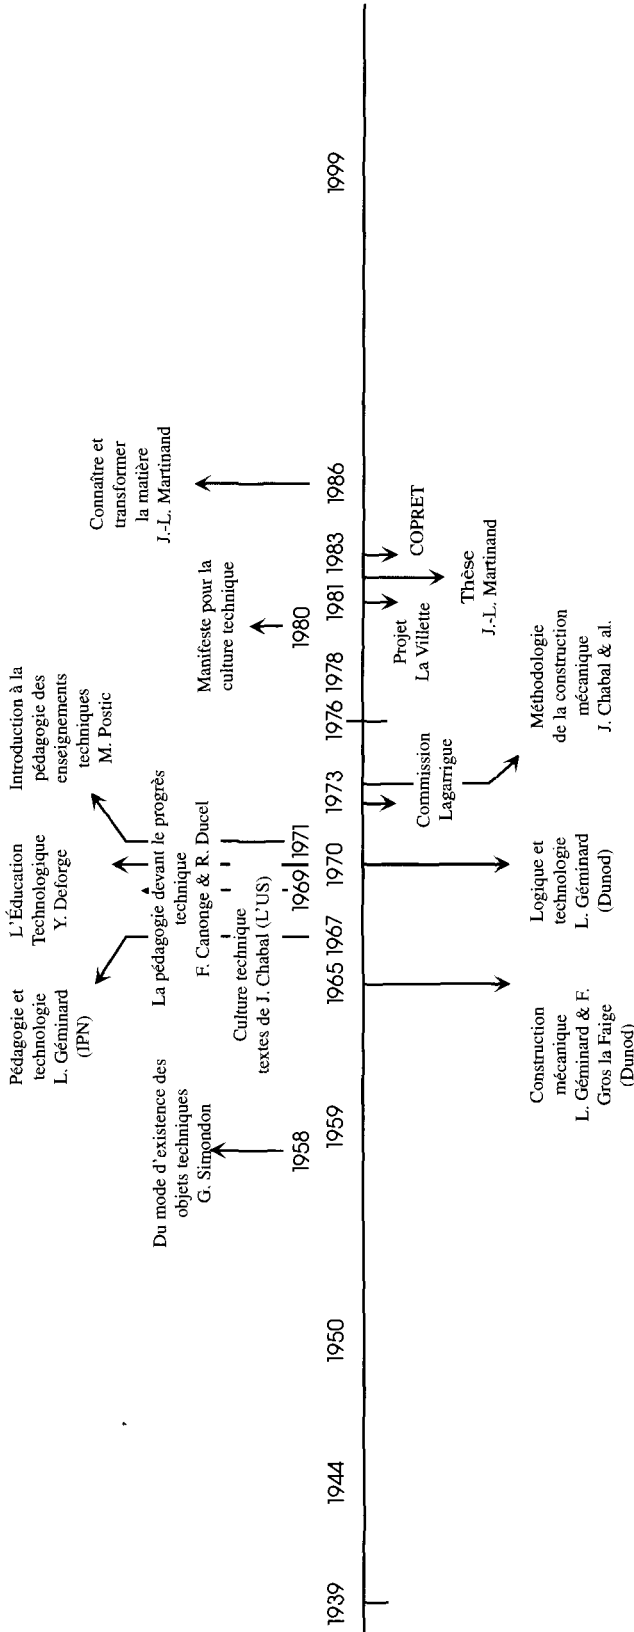 Pédagogie et
technologie
L. Géminard
(IPN)
L'Éducation
Technologique
Y. Deforge
Introduction à la
pédagogie des
enseignements
techniques
M. Postic
Du mode d'existence des
objets techniques
G. Simondon
La pédagogie devant le progrès
technique
F. Canonge & R. Ducel
Culture technique
textes de J. Chabal (L'US)
Manifeste pour la
culture technique
Connaître et
transformer
la matière
J.-L. Martinand
1958
1969
1971
1980
1939
1944
1950
1959
1965
1967
1970
1973
1976
1978
1981
1983
1986
1999
Commission
Lagarrigue
Projet
La Villette
COPRET
Thèse
J.-L. Martinand
Construction
mécanique
L. Géminard & F.
Gros la Faige
(Dunod)
Logique et
technologie
L. Géminard
(Dunod)
Méthodologie
de la construction
mécanique
J. Chabal & al.